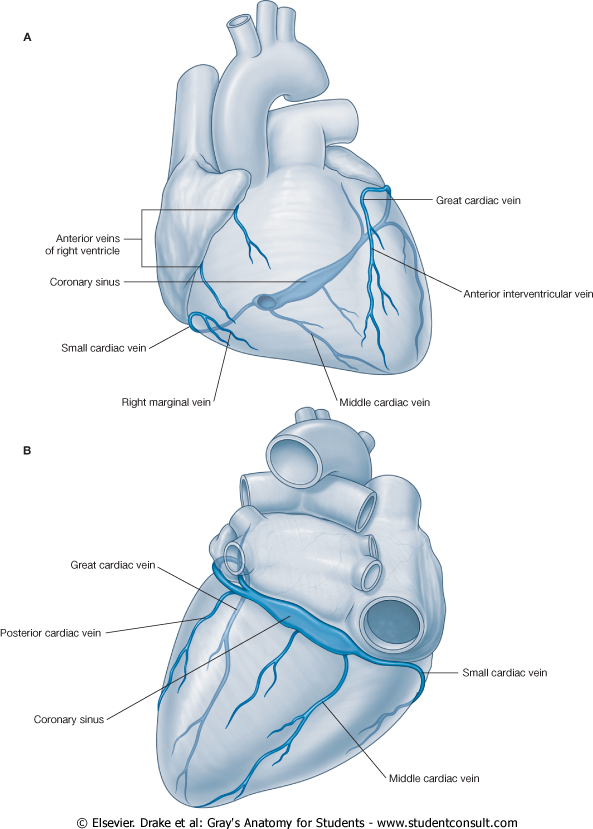 A
Great cardiac vein
Anterior veins
of right ventricle
Coronary sinus
Anterior interventricular vein
Small cardiac vein
Right marginal vein
Middle cardiac vein
B
Great cardiac vein
Posterior cardiac vein
Small cardiac vein
Coronary sinus
Middle cardiac vein
© Elsevier. Drake et al: Gray's Anatomy for Students - www.studentconsult.com